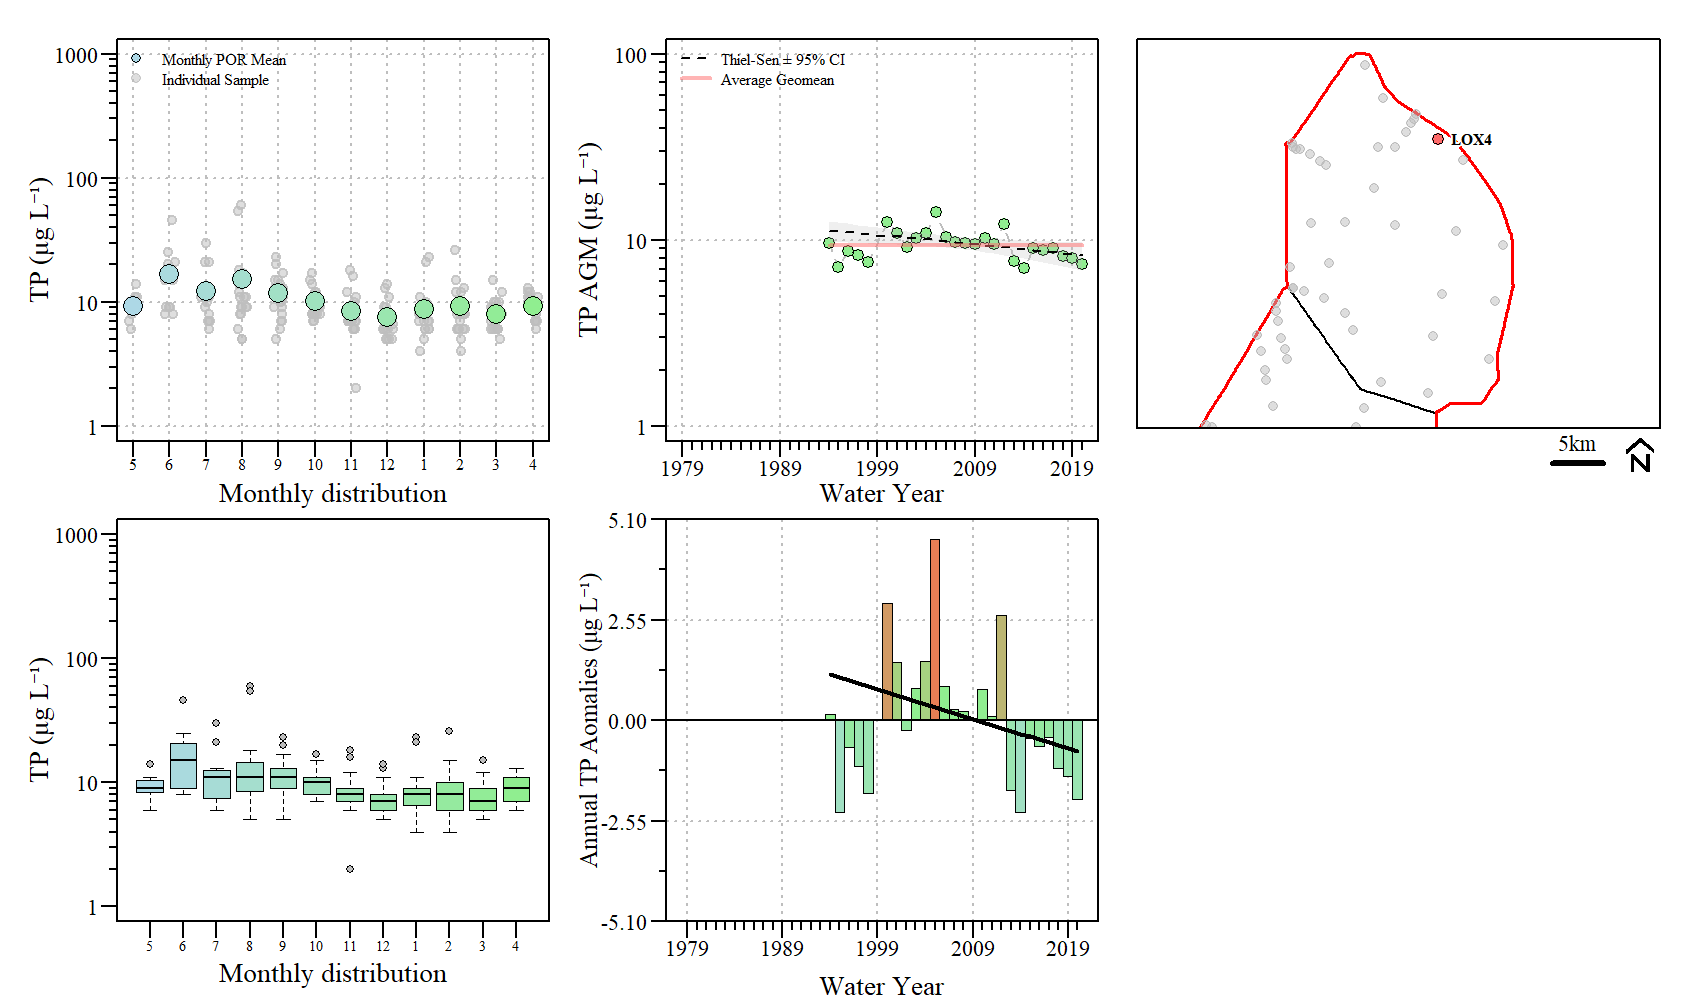 Monthly POR Mean
Individual Sample
1000
100
10
1
TP (µg L⁻¹)
5 6 7 8 9 10 11 12 1 2 3 4
Monthly distribution
Thiel-Sen ± 95% CI
Average Geomean
100
10
1
TP AGM (µg L⁻¹)
1979 1989 1999 2009 2019
Water Year
LOX4
5km
N
1000
100
10
1
TP (µg L⁻¹)
5 6 7 8 9 10 11 12 1 2 3 4
Monthly distribution
5.10
2.55
0.00
-2.55
-5.10
Annual TP Aomalies (µg L⁻¹)
1979 1989 1999 2009 2019
Water Year